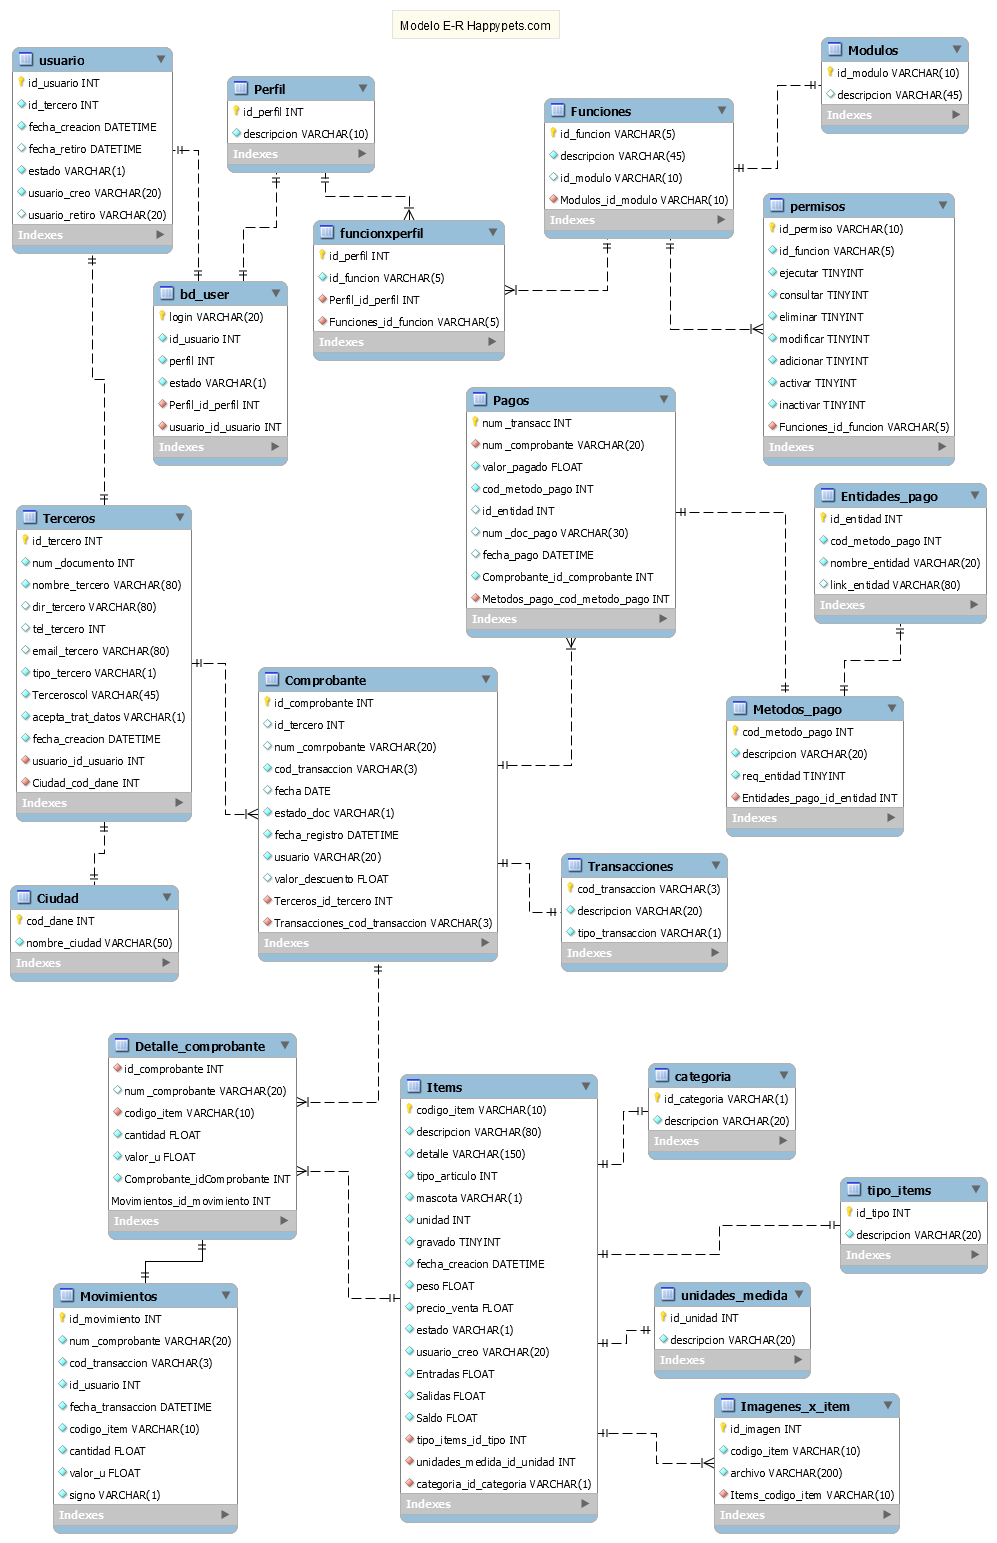 Modelo E-R Happypets.com
usuario
id_usuario INT
id_tercero INT
fecha_creacion DATETIME
fecha_retiro DATETIME
estado VARCHAR(1)
usuario_creo VARCHAR(20)
usuario_retiro VARCHAR(20)
Indexes
Perfil
id_perfil INT
descripcion VARCHAR(10)
Indexes
Funciones
id_funcion VARCHAR(5)
descripcion VARCHAR(45)
id_modulo VARCHAR(10)
Modulos_id_modulo VARCHAR(10)
Indexes
Modulos
id_modulo VARCHAR(10)
descripcion VARCHAR(45)
Indexes
permisos
id_permiso VARCHAR(10)
id_funcion VARCHAR(5)
ejecutar TINYINT
consultar TINYINT
eliminar TINYINT
modificar TINYINT
adicionar TINYINT
activar TINYINT
inactivar TINYINT
Funciones_id_funcion VARCHAR(5)
Indexes
funcionxperfil
id_perfil INT
id_funcion VARCHAR(5)
Perfil_id_perfil INT
Funciones_id_funcion VARCHAR(5)
Indexes
bd_user
login VARCHAR(20)
id_usuario INT
perfil INT
estado VARCHAR(1)
Perfil_id_perfil INT
usuario_id_usuario INT
Indexes
Pagos
num_transacc INT
num_comprobante VARCHAR(20)
valor_pagado FLOAT
cod_metodo_pago INT
id_entidad INT
num_doc_pago VARCHAR(30)
fecha_pago DATETIME
Comprobante_id_comprobante INT
Metodos_pago_cod_metodo_pago INT
Indexes
Entidades_pago
id_entidad INT
cod_metodo_pago INT
nombre_entidad VARCHAR(20)
link_entidad VARCHAR(80)
Indexes
Terceros
id_tercero INT
num_documento INT
nombre_tercero VARCHAR(80)
dir_tercero VARCHAR(80)
tel_tercero INT
email_tercero VARCHAR(80)
tipo_tercero VARCHAR(1)
Terceroscol VARCHAR(45)
acepta_trat_datos VARCHAR(1)
fecha_creacion DATETIME
usuario_id_usuario INT
Ciudad_cod_dane INT
Indexes
Comprobante
id_comprobante INT
id_tercero INT
num_comrpobante VARCHAR(20)
cod_transaccion VARCHAR(3)
fecha DATE
estado_doc VARCHAR(1)
fecha_registro DATETIME
usuario VARCHAR(20)
valor_descuento FLOAT
Terceros_id_tercero INT
Transacciones_cod_transaccion VARCHAR(3)
Indexes
Metodos_pago
cod_metodo_pago INT
descripcion VARCHAR(20)
req_entidad TINYINT
Entidades_pago_id_entidad INT
Indexes
Transacciones
cod_transaccion VARCHAR(3)
descripcion VARCHAR(20)
tipo_transaccion VARCHAR(1)
Indexes
Ciudad
cod_dane INT
nombre_ciudad VARCHAR(50)
Indexes
Detalle_comprobante
id_comprobante INT
num_comprobante VARCHAR(20)
codigo_item VARCHAR(10)
cantidad FLOAT
valor_u FLOAT
Comprobante_idComprobante INT
Movimientos_id_movimiento INT
Indexes
Items
codigo_item VARCHAR(10)
descripcion VARCHAR(80)
detalle VARCHAR(150)
tipo_articulo INT
mascota VARCHAR(1)
unidad INT
gravado TINYINT
fecha_creacion DATETIME
peso FLOAT
precio_venta FLOAT
estado VARCHAR(1)
usuario_creo VARCHAR(20)
Entradas FLOAT
Salidas FLOAT
Saldo FLOAT
tipo_items_id_tipo INT
unidades_medida_id_unidad INT
categoria_id_categoria VARCHAR(1)
Indexes
categoria
id_categoria VARCHAR(1)
descripcion VARCHAR(20)
Indexes
tipo_items
id_tipo INT
descripcion VARCHAR(20)
Indexes
unidades_medida
id_unidad INT
descripcion VARCHAR(20)
Indexes
Imagenes_x_item
id_imagen INT
codigo_item VARCHAR(10)
archivo VARCHAR(200)
Items_codigo_item VARCHAR(10)
Indexes
Movimientos
id_movimiento INT
num_comprobante VARCHAR(20)
cod_transaccion VARCHAR(3)
id_usuario INT
fecha_transaccion DATETIME
codigo_item VARCHAR(10)
cantidad FLOAT
valor_u FLOAT
signo VARCHAR(1)
Indexes